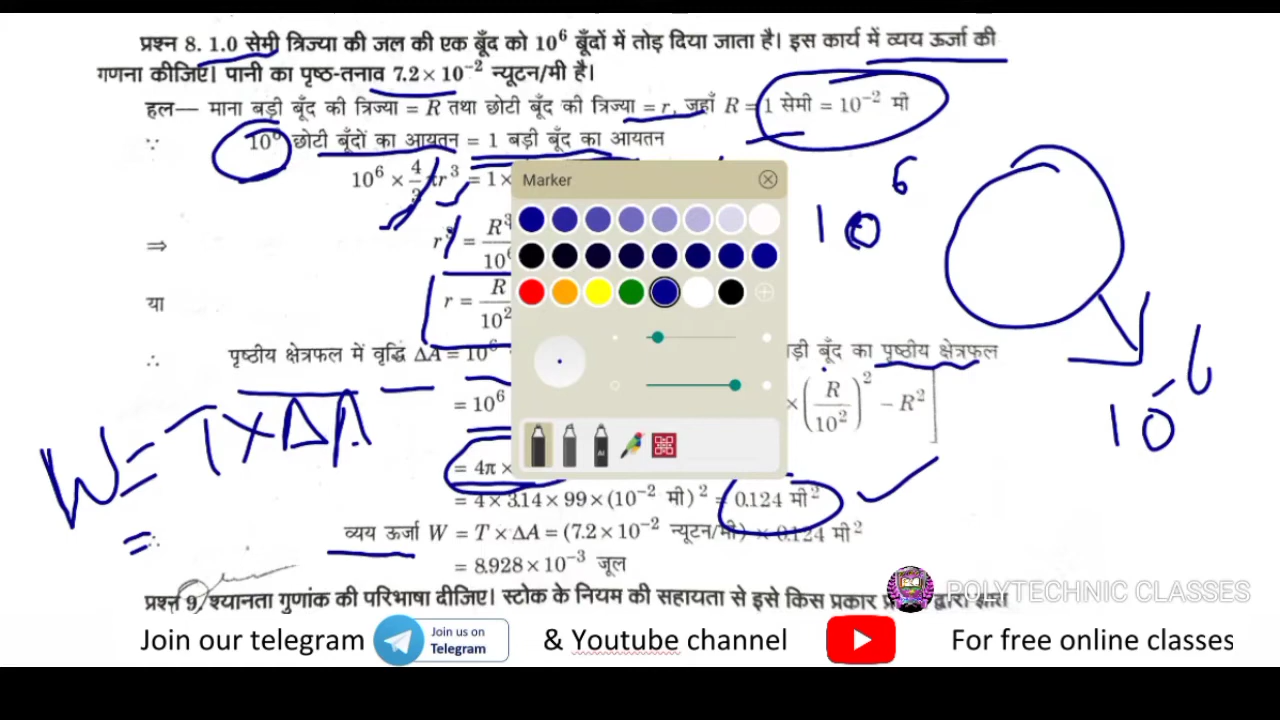 प्रश्न 8. 1.0 सेमी त्रिज्या की जल की एक बूँद को 10⁶ बूँदों में तोड़ दिया जाता है। इस कार्य में व्यय ऊर्जा की
गणना कीजिए। पानी का पृष्ठ-तनाव 7.2 × 10⁻² न्यूटन/मी है।
हल— माना बड़ी बूँद की त्रिज्या = R तथा छोटी बूँद की त्रिज्या = r, जहाँ R = 1 सेमी = 10⁻² मी
∵ 10⁶ छोटी बूँदों का आयतन = 1 बड़ी बूँद का आयतन
10⁶ × 4/3 πr³ = 1×
Marker
10⁶
⇒ r³ = R³/10⁶
या r = R/10²
∴ पृष्ठीय क्षेत्रफल में वृद्धि ΔA = 10⁶ बूँद का पृष्ठीय क्षेत्रफल
= 10⁶ × (R/10²)² − R²]
10⁻⁶
W = T × ΔA
= 4π ×
= 4 × 3.14 × 99 × (10⁻² मी)² = 0.124 मी²
=
∴ व्यय ऊर्जा W = T × ΔA = (7.2 × 10⁻² न्यूटन/मी) × 0.124 मी²
= 8.928 × 10⁻³ जूल
POLYTECHNIC CLASSES
प्रश्न 9. श्यानता गुणांक की परिभाषा दीजिए। स्टोक के नियम की सहायता से इसे किस प्रकार द्वारा
Join our telegram Join us on Telegram & Youtube channel For free online classes